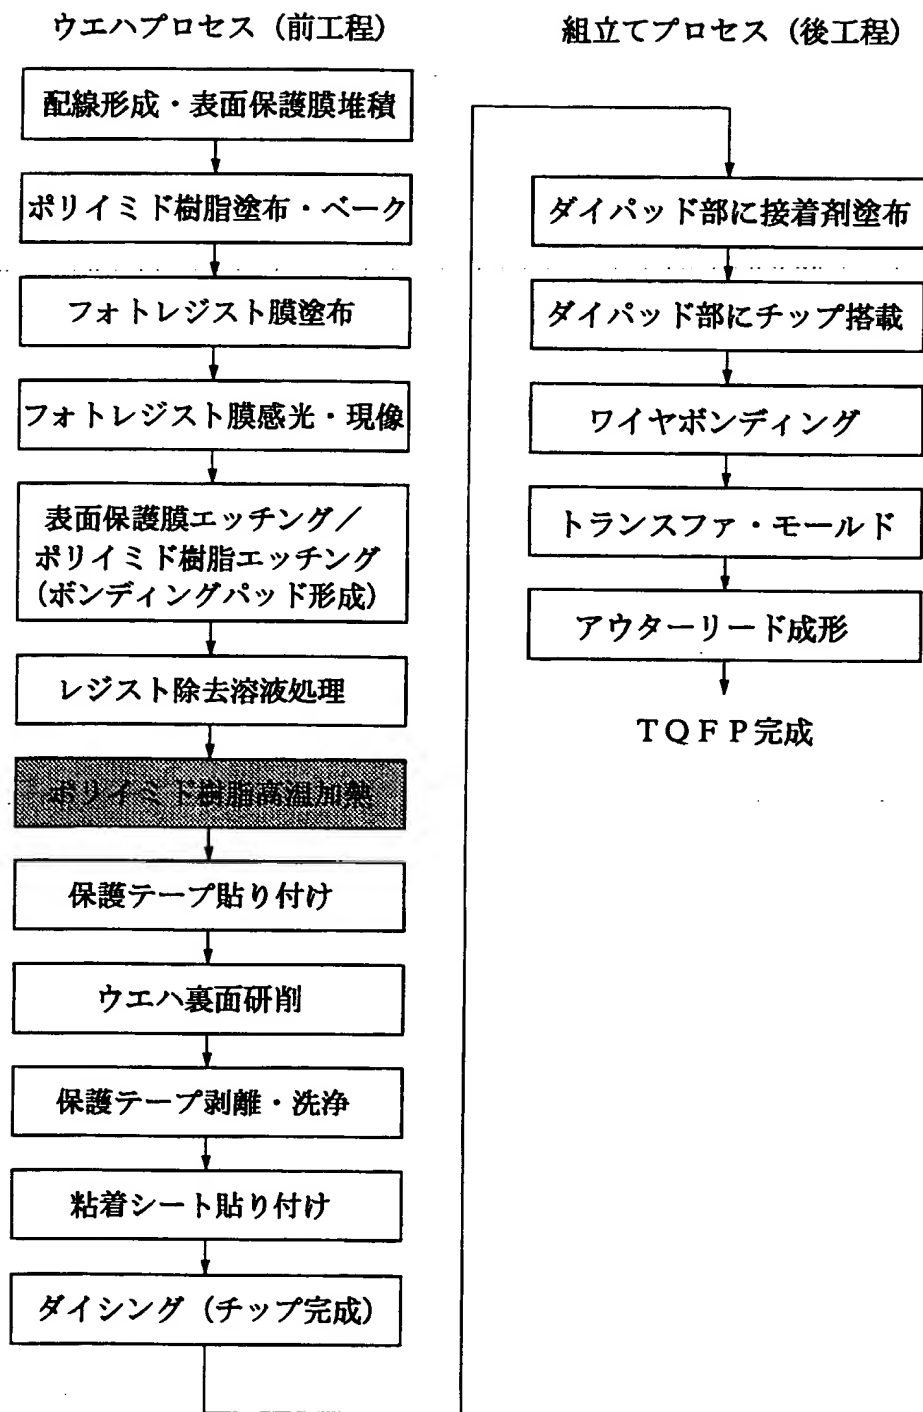 ウエハプロセス（前工程）
配線形成・表面保護膜堆積
ポリイミド樹脂塗布・ベーク
フォトレジスト膜塗布
フォトレジスト膜感光・現像
表面保護膜エッチング／
ポリイミド樹脂エッチング
（ボンディングパッド形成）
レジスト除去溶液処理
ポリイミド樹脂高温加熱
保護テープ貼り付け
ウエハ裏面研削
保護テープ剥離・洗浄
粘着シート貼り付け
ダイシング（チップ完成）
組立てプロセス（後工程）
ダイパッド部に接着剤塗布
ダイパッド部にチップ搭載
ワイヤボンディング
トランスファ・モールド
アウターリード成形
TQFP完成